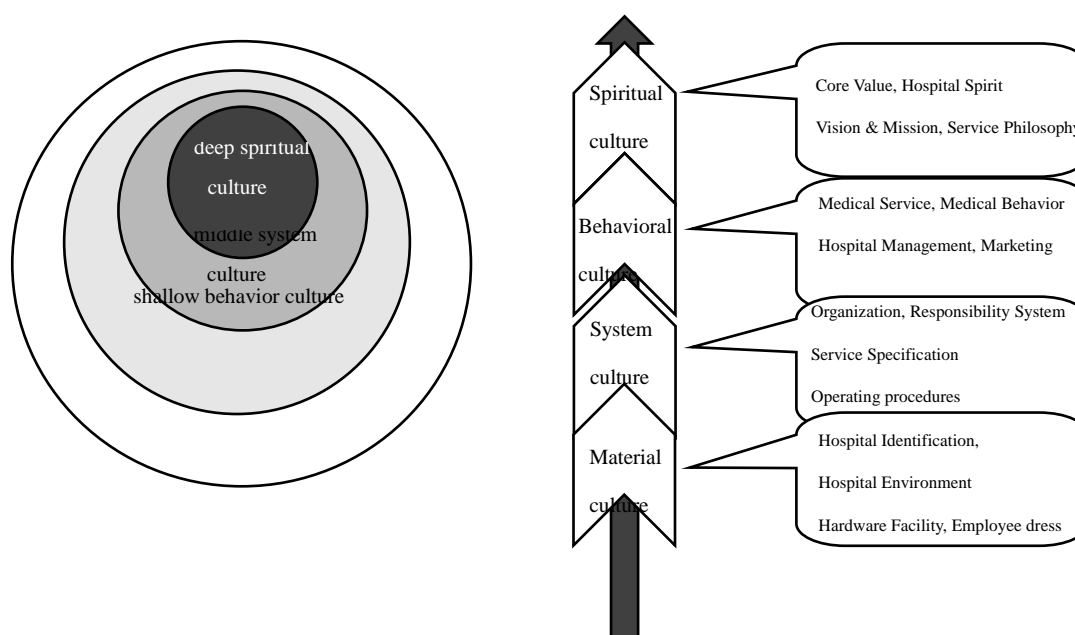 deep spiritual
culture
middle system
culture
shallow behavior culture
Spiritual
culture
Core Value, Hospital Spirit
Vision & Mission, Service Philosophy
Behavioral
culture
Medical Service, Medical Behavior
Hospital Management, Marketing
System
culture
Organization, Responsibility System
Service Specification
Operating procedures
Material
culture
Hospital Identification,
Hospital Environment
Hardware Facility, Employee dress